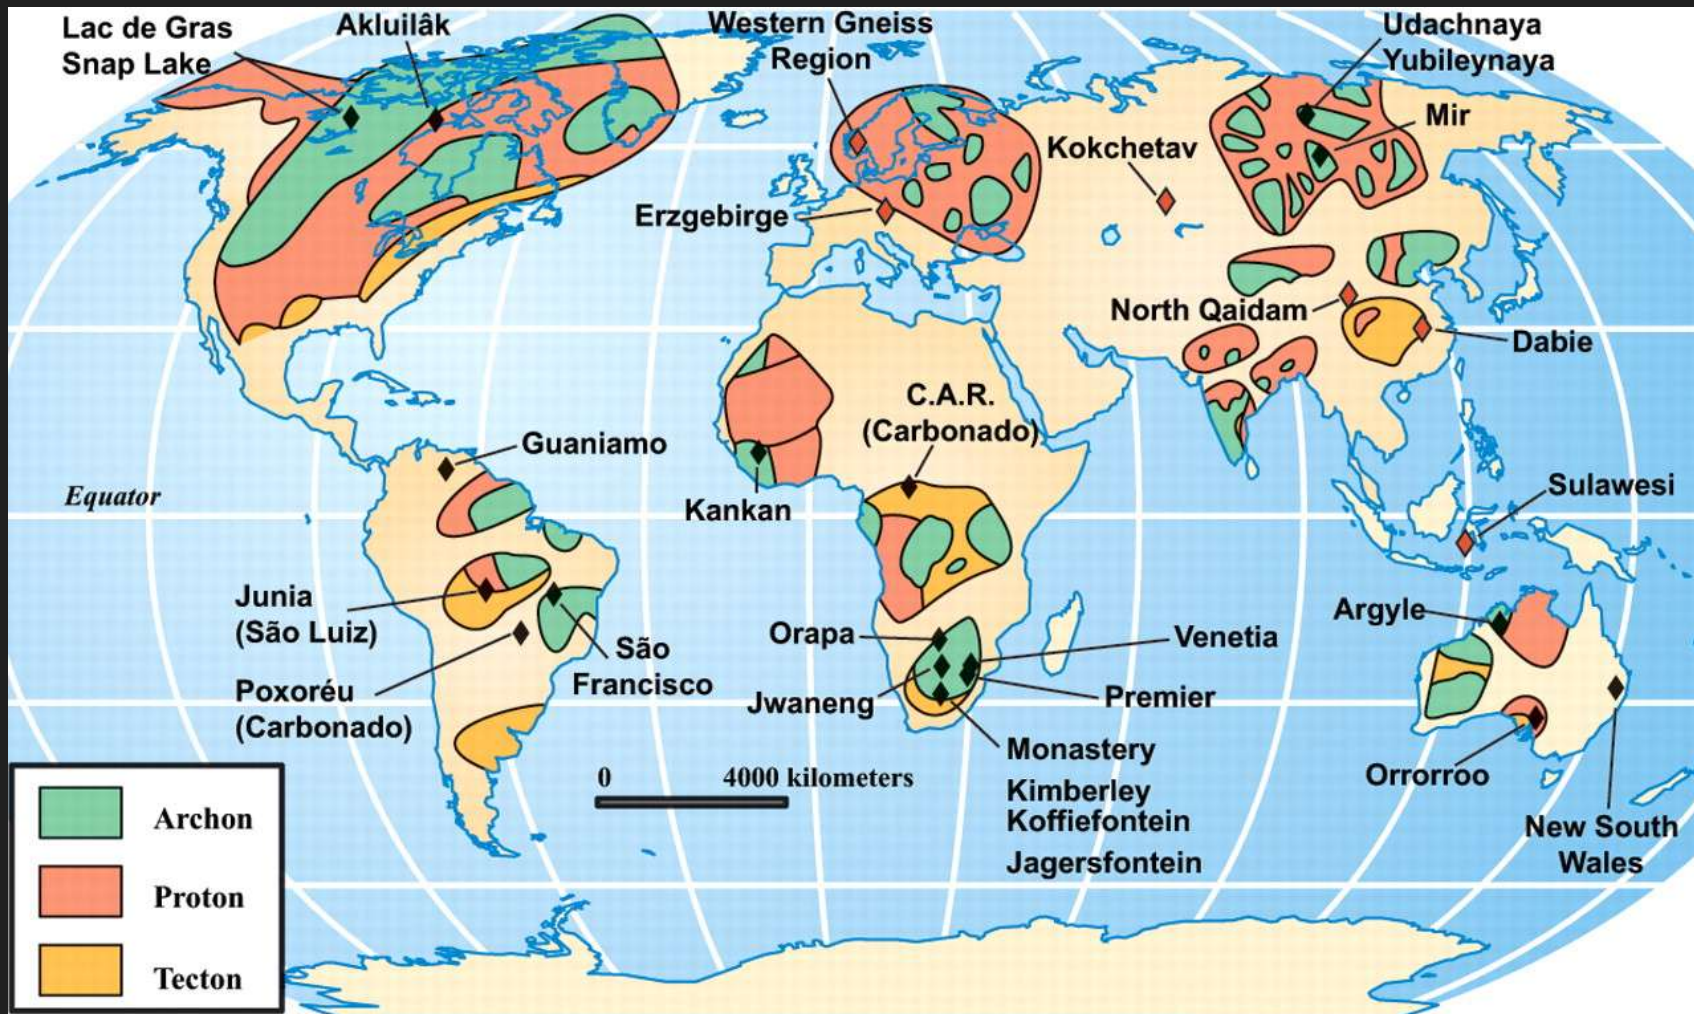 Lac de Gras
Snap Lake
Akluilâk
Western Gneiss
Region
Udachnaya
Yubileynaya
Mir
Kokchetav
Erzgebirge
North Qaidam
Dabie
C.A.R.
(Carbonado)
Guaniamo
Equator
Kankan
Sulawesi
Junia
(São Luiz)
Argyle
Orapa
Venetia
São
Francisco
Poxoréu
(Carbonado)
Jwaneng
Premier
Monastery
Kimberley
Koffiefontein
Jagersfontein
Orrorroo
New South
Wales
0 4000 kilometers
Archon
Proton
Tecton